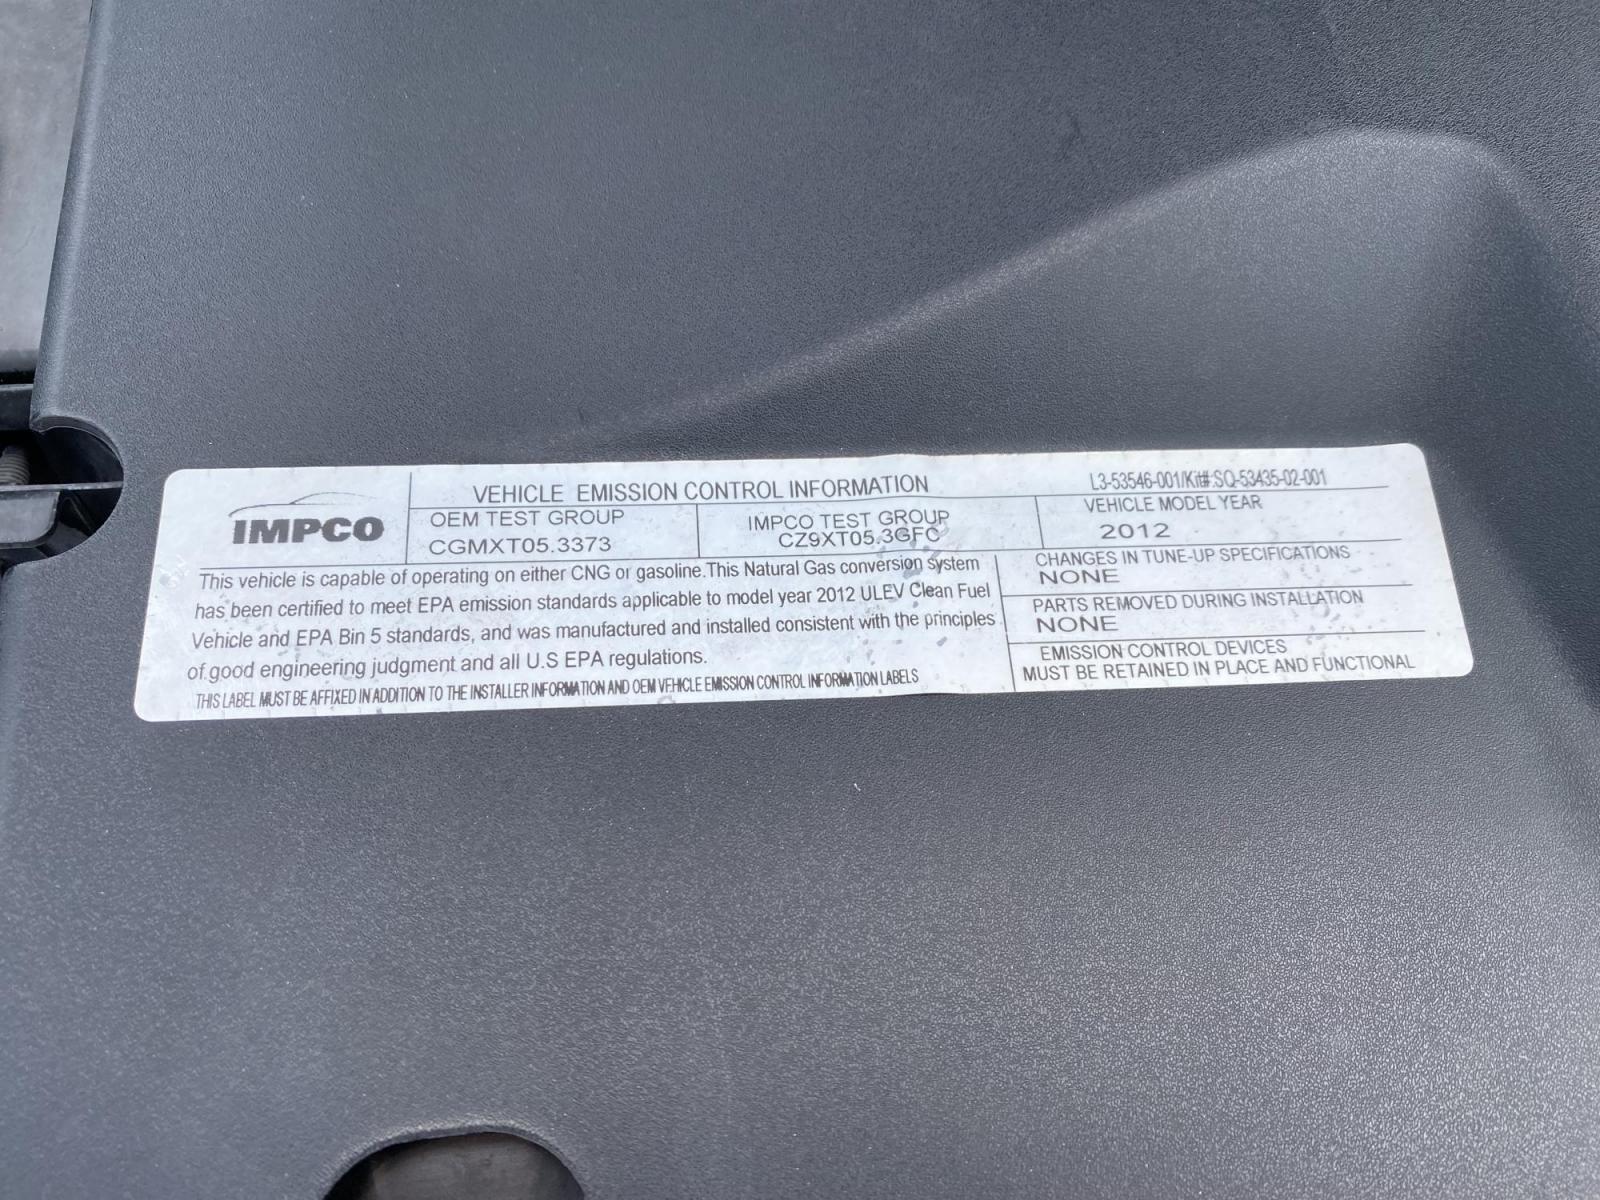 IMPCO
VEHICLE EMISSION CONTROL INFORMATION
L3-53546-001/Kit#:SQ-53435-02-001
OEM TEST GROUP
CGMXT05.3373
IMPCO TEST GROUP
CZ9XT05.3GFC
VEHICLE MODEL YEAR
2012
This vehicle is capable of operating on either CNG or gasoline.This Natural Gas conversion system
has been certified to meet EPA emission standards applicable to model year 2012 ULEV Clean Fuel
Vehicle and EPA Bin 5 standards, and was manufactured and installed consistent with the principles
of good engineering judgment and all U.S EPA regulations.
THIS LABEL MUST BE AFFIXED IN ADDITION TO THE INSTALLER INFORMATION AND OEM VEHICLE EMISSION CONTROL INFORMATION LABELS
CHANGES IN TUNE-UP SPECIFICATIONS
NONE
PARTS REMOVED DURING INSTALLATION
NONE
EMISSION CONTROL DEVICES
MUST BE RETAINED IN PLACE AND FUNCTIONAL